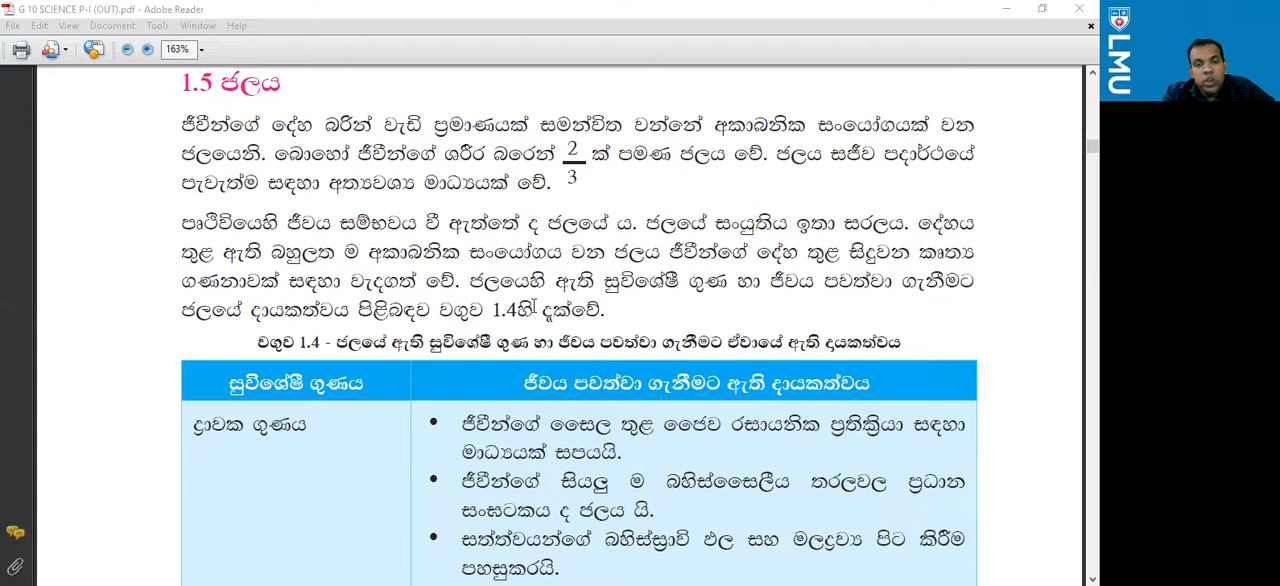 G 10 SCIENCE P-I (OUT).pdf - Adobe Reader
File Edit View Document Tools Window Help
163%
LMU
1.5 ජලය
ජීවීන්ගේ දේහ බරින් වැඩි ප්‍රමාණයක් සමන්විත වන්නේ අකාබනික සංයෝගයක් වන
ජලයෙනි. බොහෝ ජීවීන්ගේ ශරීර බරෙන් 2/3 ක් පමණ ජලය වේ. ජලය සජීව පදාර්ථයේ
පැවැත්ම සඳහා අත්‍යවශ්‍ය මාධ්‍යයක් වේ.
පෘථිවියෙහි ජීවය සම්භවය වී ඇත්තේ ද ජලයේ ය. ජලයේ සංයුතිය ඉතා සරලය. දේහය
තුළ ඇති බහුලත ම අකාබනික සංයෝගය වන ජලය ජීවීන්ගේ දේහ තුළ සිදුවන කෘත්‍ය
ගණනාවක් සඳහා වැදගත් වේ. ජලයෙහි ඇති සුවිශේෂී ගුණ හා ජීවය පවත්වා ගැනීමට
ජලයේ දායකත්වය පිළිබඳව වගුව 1.4හි දැක්වේ.
වගුව 1.4 - ජලයේ ඇති සුවිශේෂී ගුණ හා ජීවය පවත්වා ගැනීමට ඒවායේ ඇති දායකත්වය
සුවිශේෂී ගුණය ජීවය පවත්වා ගැනීමට ඇති දායකත්වය
ද්‍රාවක ගුණය • ජීවීන්ගේ සෛල තුළ ජෛව රසායනික ප්‍රතික්‍රියා සඳහා
මාධ්‍යයක් සපයයි.
• ජීවීන්ගේ සියලු ම බහිස්සෛලීය තරලවල ප්‍රධාන
සංඝටකය ද ජලය යි.
• සත්ත්වයන්ගේ බහිස්ස්‍රාවී ඵල සහ මලද්‍රව්‍ය පිට කිරීම
පහසුකරයි.